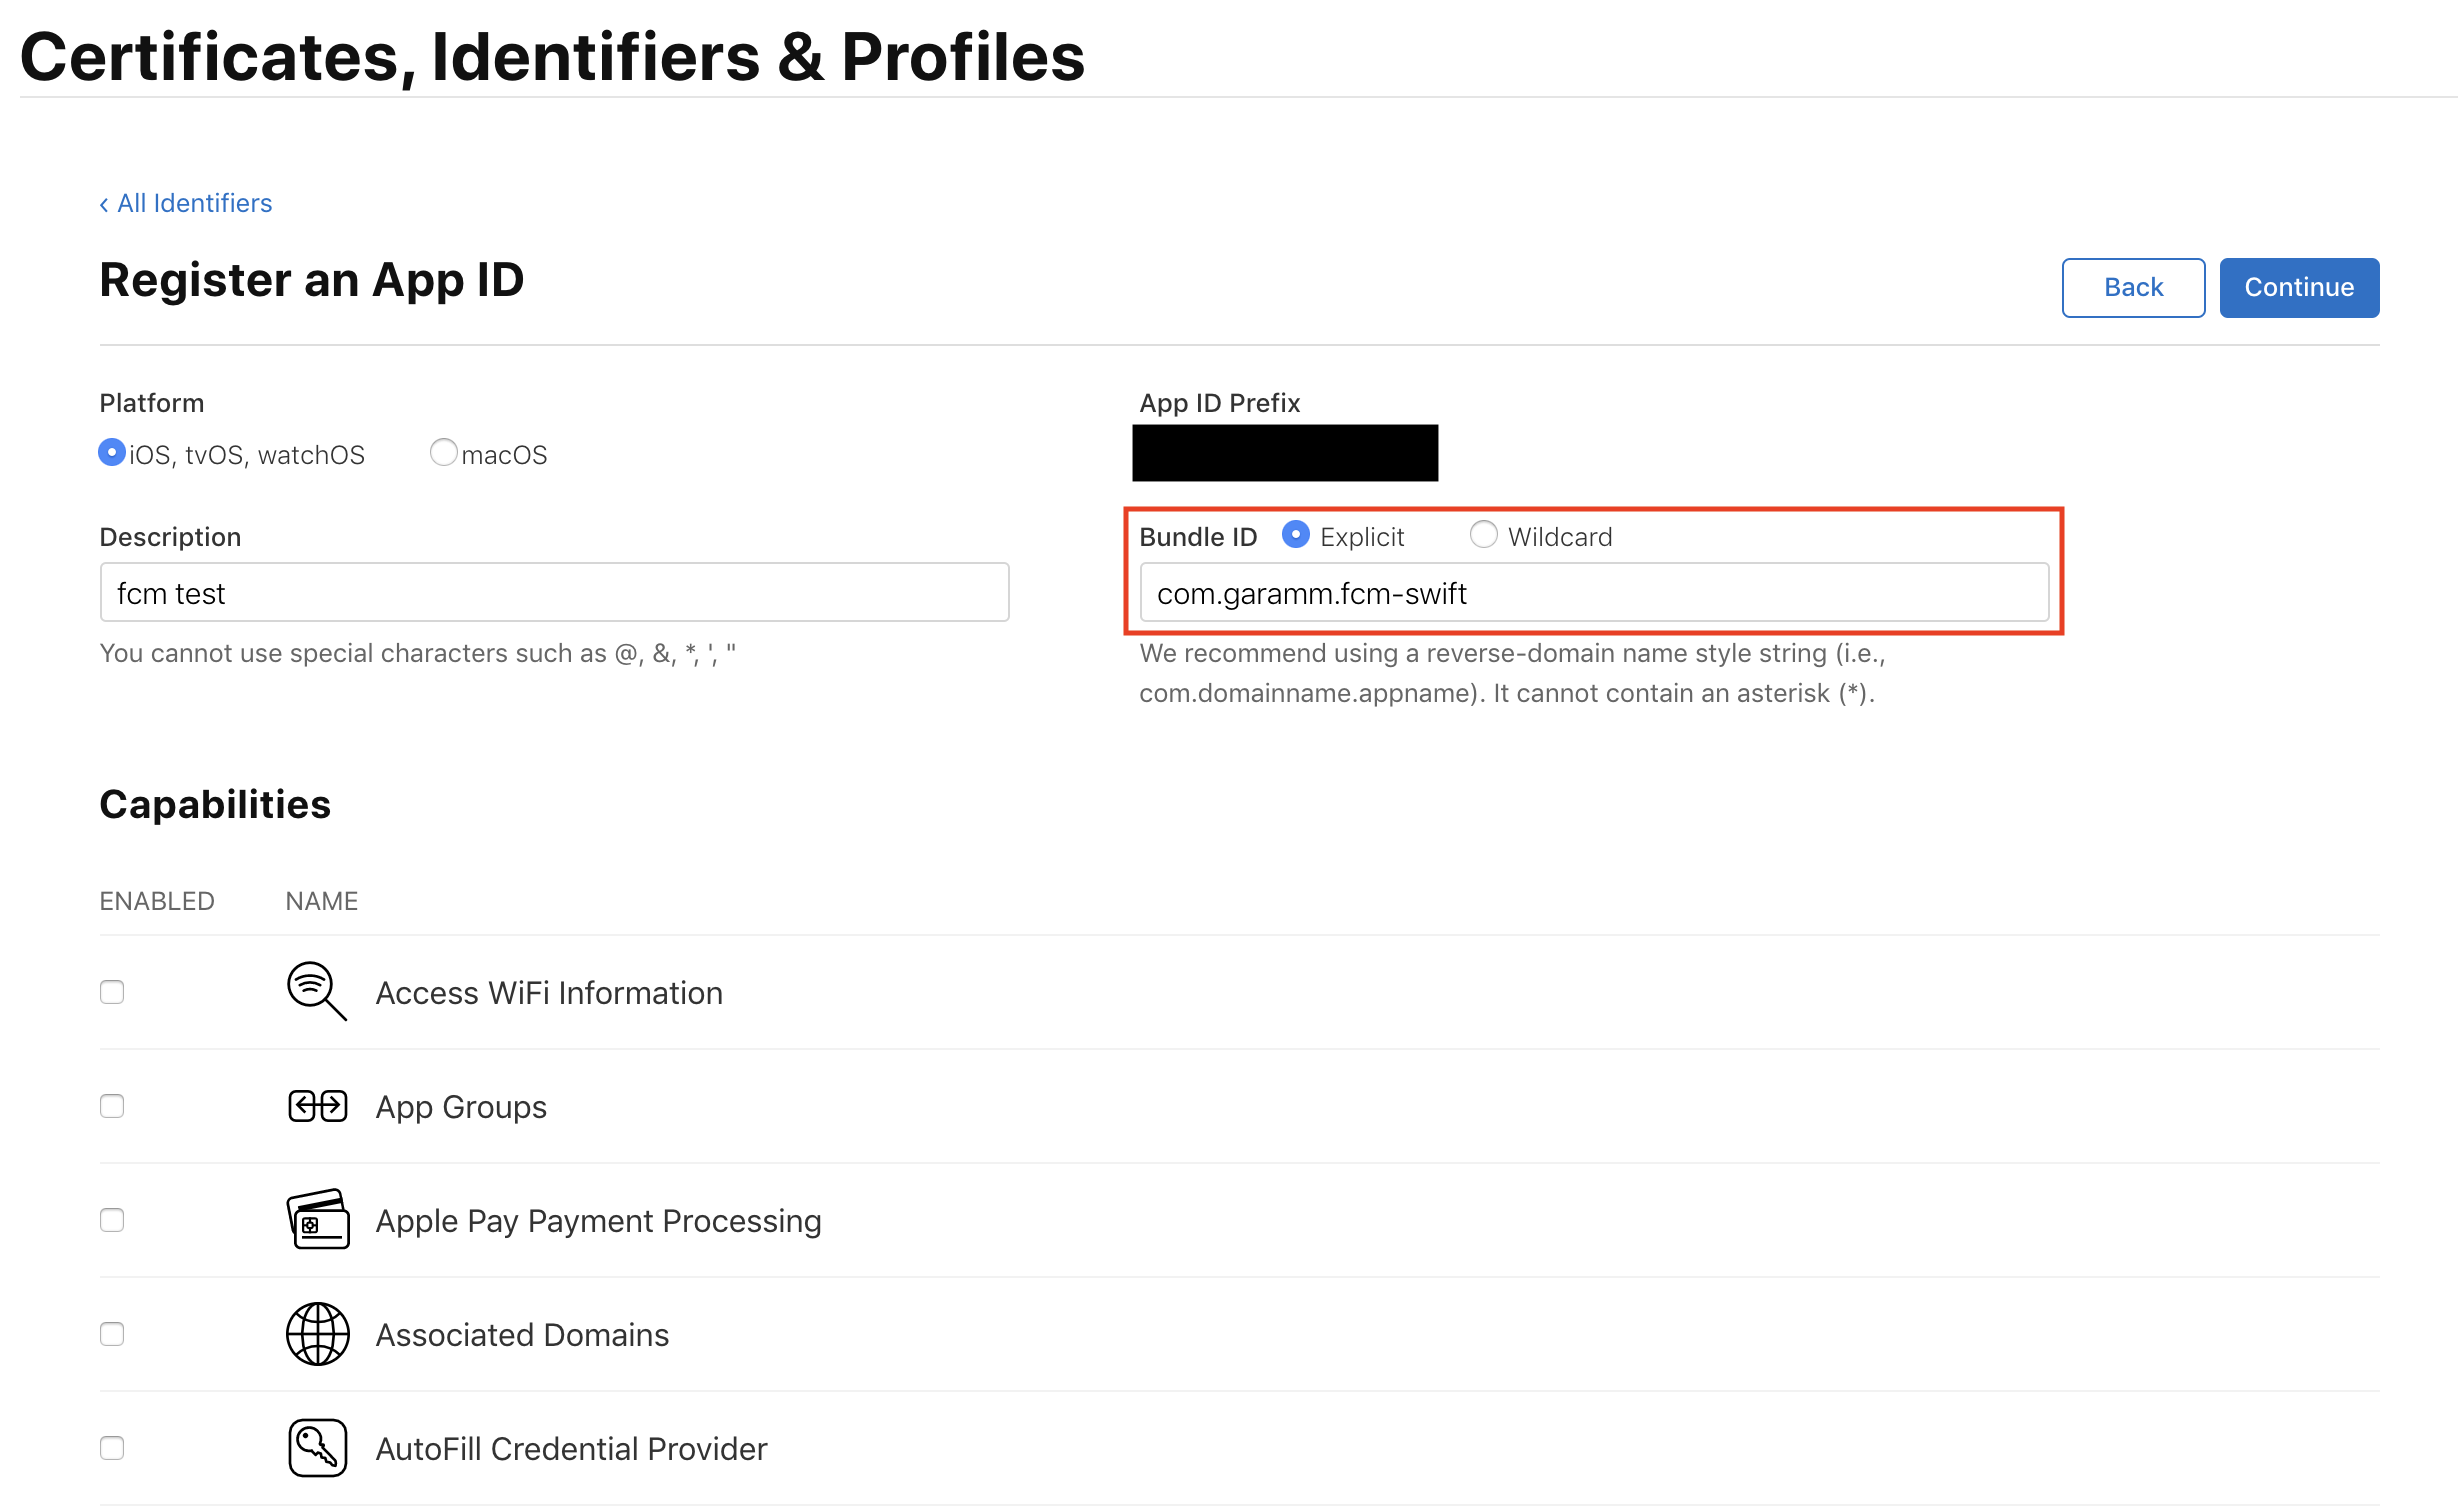 Certificates, Identifiers & Profiles
‹ All Identifiers
Register an App ID
Back
Continue
Platform
iOS, tvOS, watchOS
macOS
App ID Prefix
Description
fcm test
You cannot use special characters such as @, &, *, ', "
Bundle ID
Explicit
Wildcard
com.garamm.fcm-swift
We recommend using a reverse-domain name style string (i.e.,
com.domainname.appname). It cannot contain an asterisk (*).
Capabilities
ENABLED
NAME
Access WiFi Information
App Groups
Apple Pay Payment Processing
Associated Domains
AutoFill Credential Provider